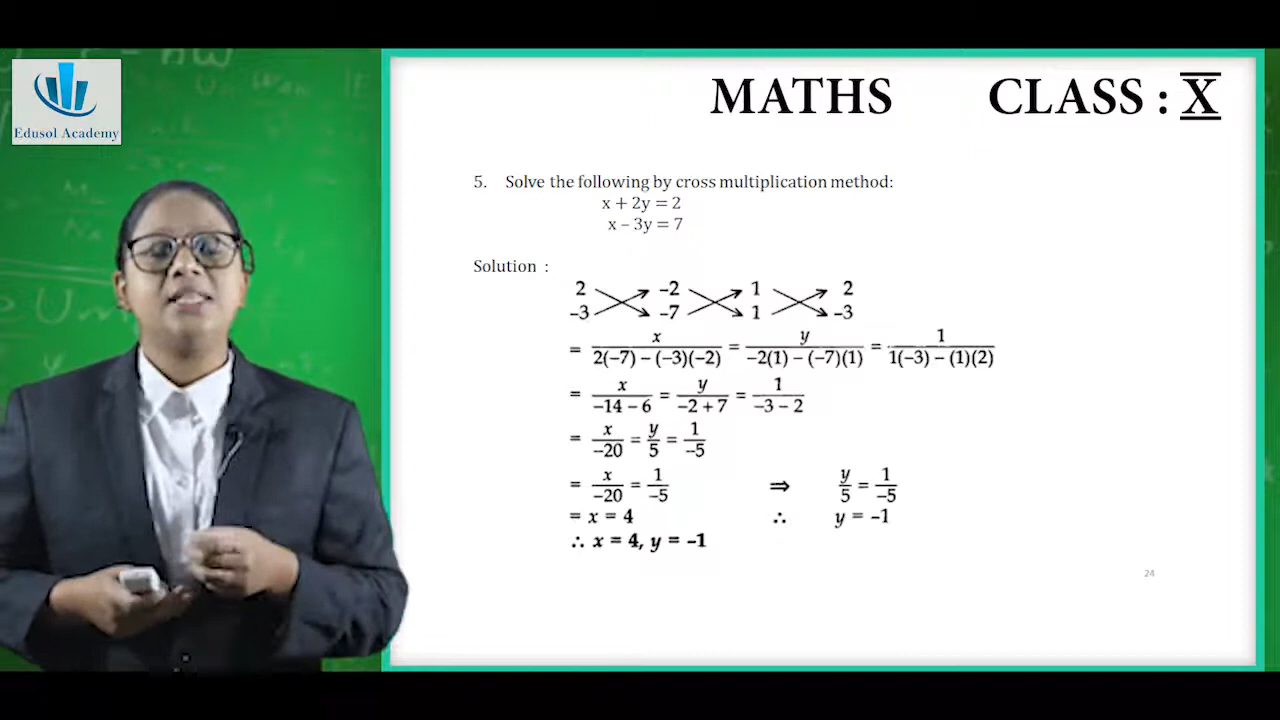 Edusol Academy
MATHS CLASS : X
5. Solve the following by cross multiplication method:
x + 2y = 2
x – 3y = 7
Solution :
2 –2 1 2
–3 –7 1 –3
= x/(2(–7) – (–3)(–2)) = y/(–2(1) – (–7)(1)) = 1/(1(–3) – (1)(2))
= x/(–14 – 6) = y/(–2 + 7) = 1/(–3 – 2)
= x/–20 = y/5 = 1/–5
= x/–20 = 1/–5 ⇒ y/5 = 1/–5
= x = 4 ∴ y = –1
∴ x = 4, y = –1
24